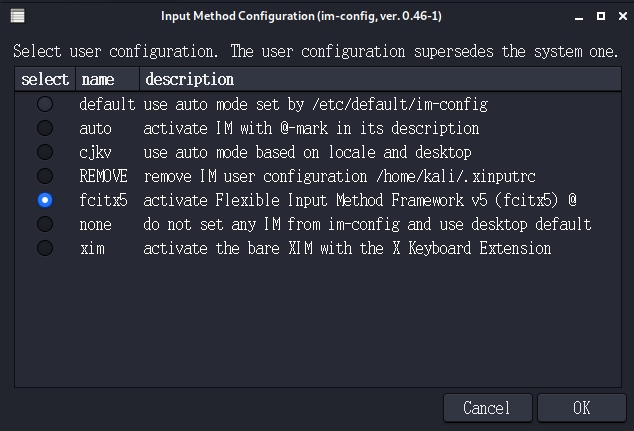 Input Method Configuration (im-config, ver. 0.46-1)
Select user configuration. The user configuration supersedes the system one.
select name description
default use auto mode set by /etc/default/im-config
auto activate IM with @-mark in its description
cjkv use auto mode based on locale and desktop
REMOVE remove IM user configuration /home/kali/.xinputrc
fcitx5 activate Flexible Input Method Framework v5 (fcitx5) @
none do not set any IM from im-config and use desktop default
xim activate the bare XIM with the X Keyboard Extension
Cancel OK